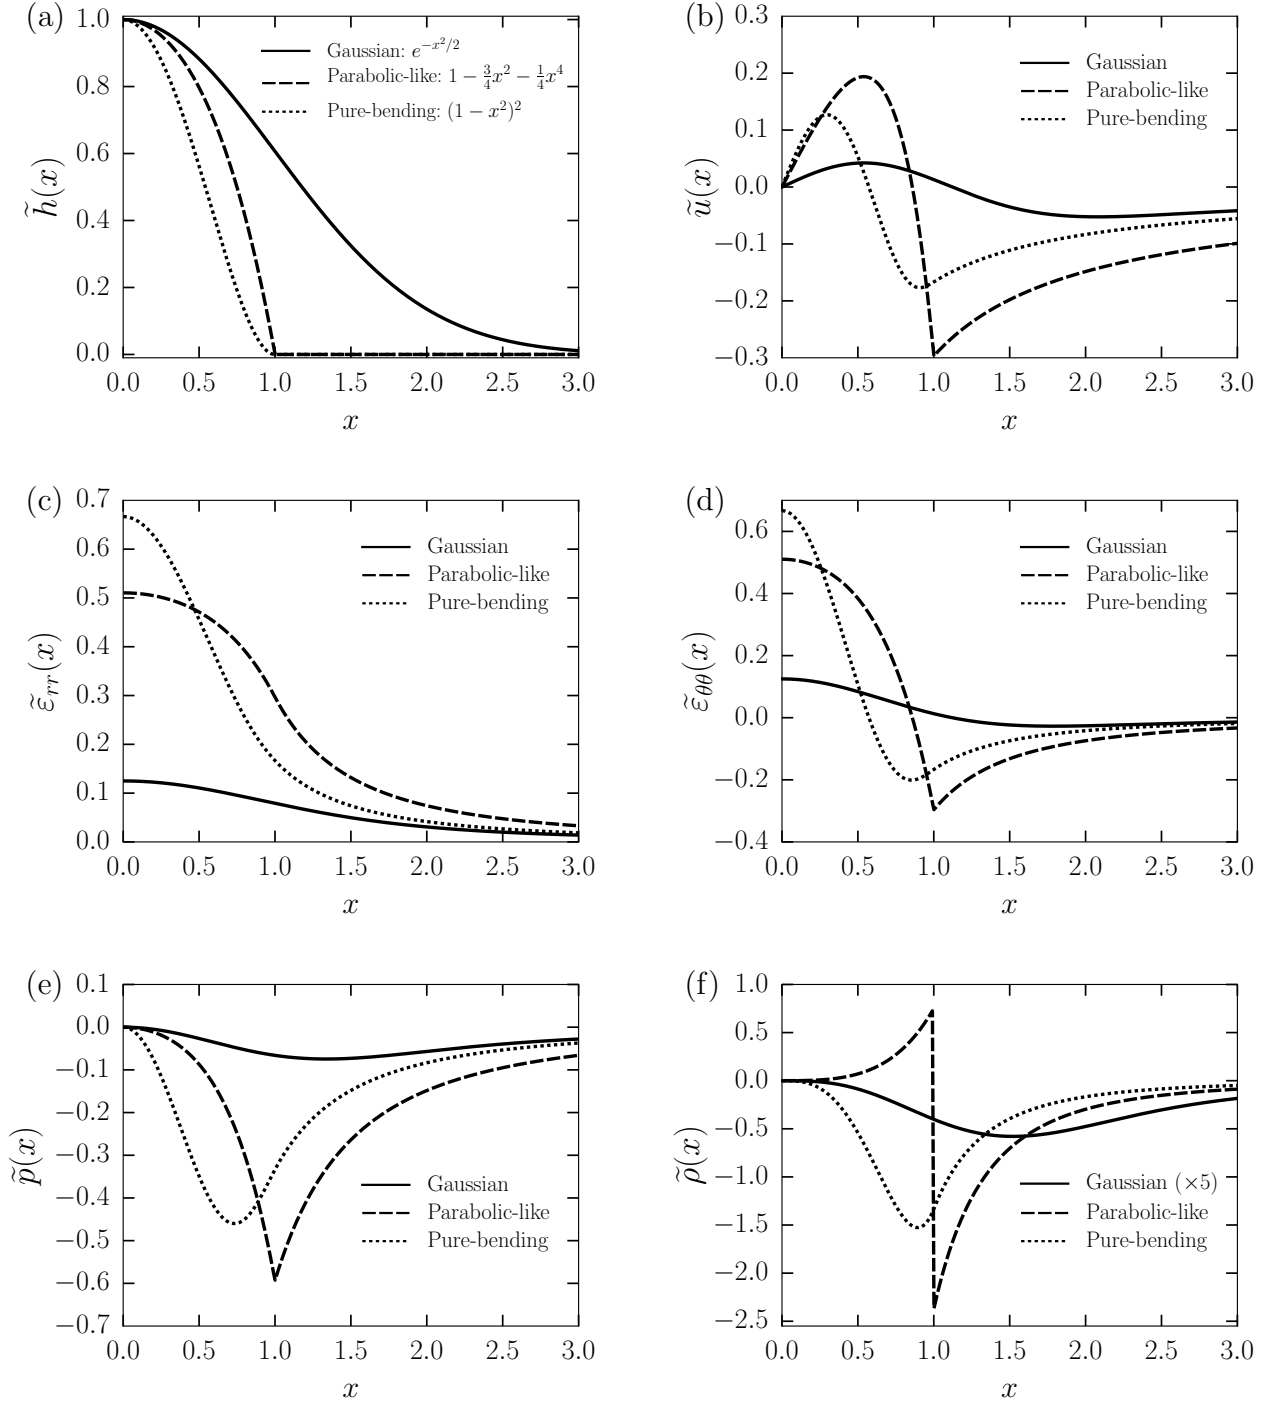 (a)
1.0
0.8
0.6
0.4
0.2
0.0
h̃(x)
Gaussian: e^{−x²/2}
Parabolic-like: 1 − ¾x² − ¼x⁴
Pure-bending: (1 − x²)²
0.0 0.5 1.0 1.5 2.0 2.5 3.0
x
(b)
0.3
0.2
0.1
0.0
−0.1
−0.2
−0.3
ũ(x)
Gaussian
Parabolic-like
Pure-bending
0.0 0.5 1.0 1.5 2.0 2.5 3.0
x
(c)
0.7
0.6
0.5
0.4
0.3
0.2
0.1
0.0
ε̃rr(x)
Gaussian
Parabolic-like
Pure-bending
0.0 0.5 1.0 1.5 2.0 2.5 3.0
x
(d)
0.6
0.4
0.2
0.0
−0.2
−0.4
ε̃θθ(x)
Gaussian
Parabolic-like
Pure-bending
0.0 0.5 1.0 1.5 2.0 2.5 3.0
x
(e)
0.1
0.0
−0.1
−0.2
−0.3
−0.4
−0.5
−0.6
−0.7
p̃(x)
Gaussian
Parabolic-like
Pure-bending
0.0 0.5 1.0 1.5 2.0 2.5 3.0
x
(f)
1.0
0.5
0.0
−0.5
−1.0
−1.5
−2.0
−2.5
ρ̃(x)
Gaussian (×5)
Parabolic-like
Pure-bending
0.0 0.5 1.0 1.5 2.0 2.5 3.0
x